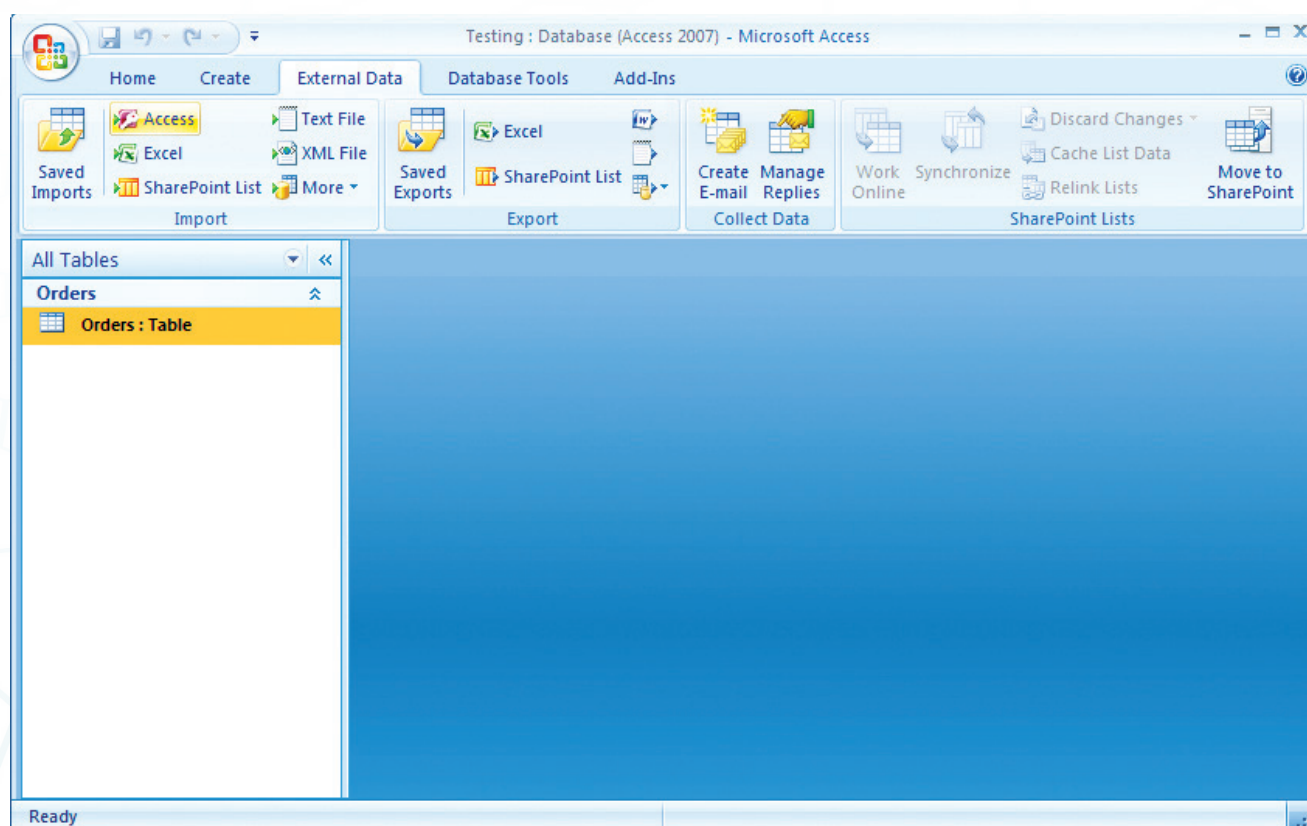 Testing : Database (Access 2007) - Microsoft Access
Home Create External Data Database Tools Add-Ins
Saved Imports
Access
Excel
SharePoint List
Text File
XML File
More
Import
Saved Exports
Excel
SharePoint List
Export
Create E-mail
Manage Replies
Collect Data
Work Online
Synchronize
Discard Changes
Cache List Data
Relink Lists
Move to SharePoint
SharePoint Lists
All Tables
Orders
Orders : Table
Ready